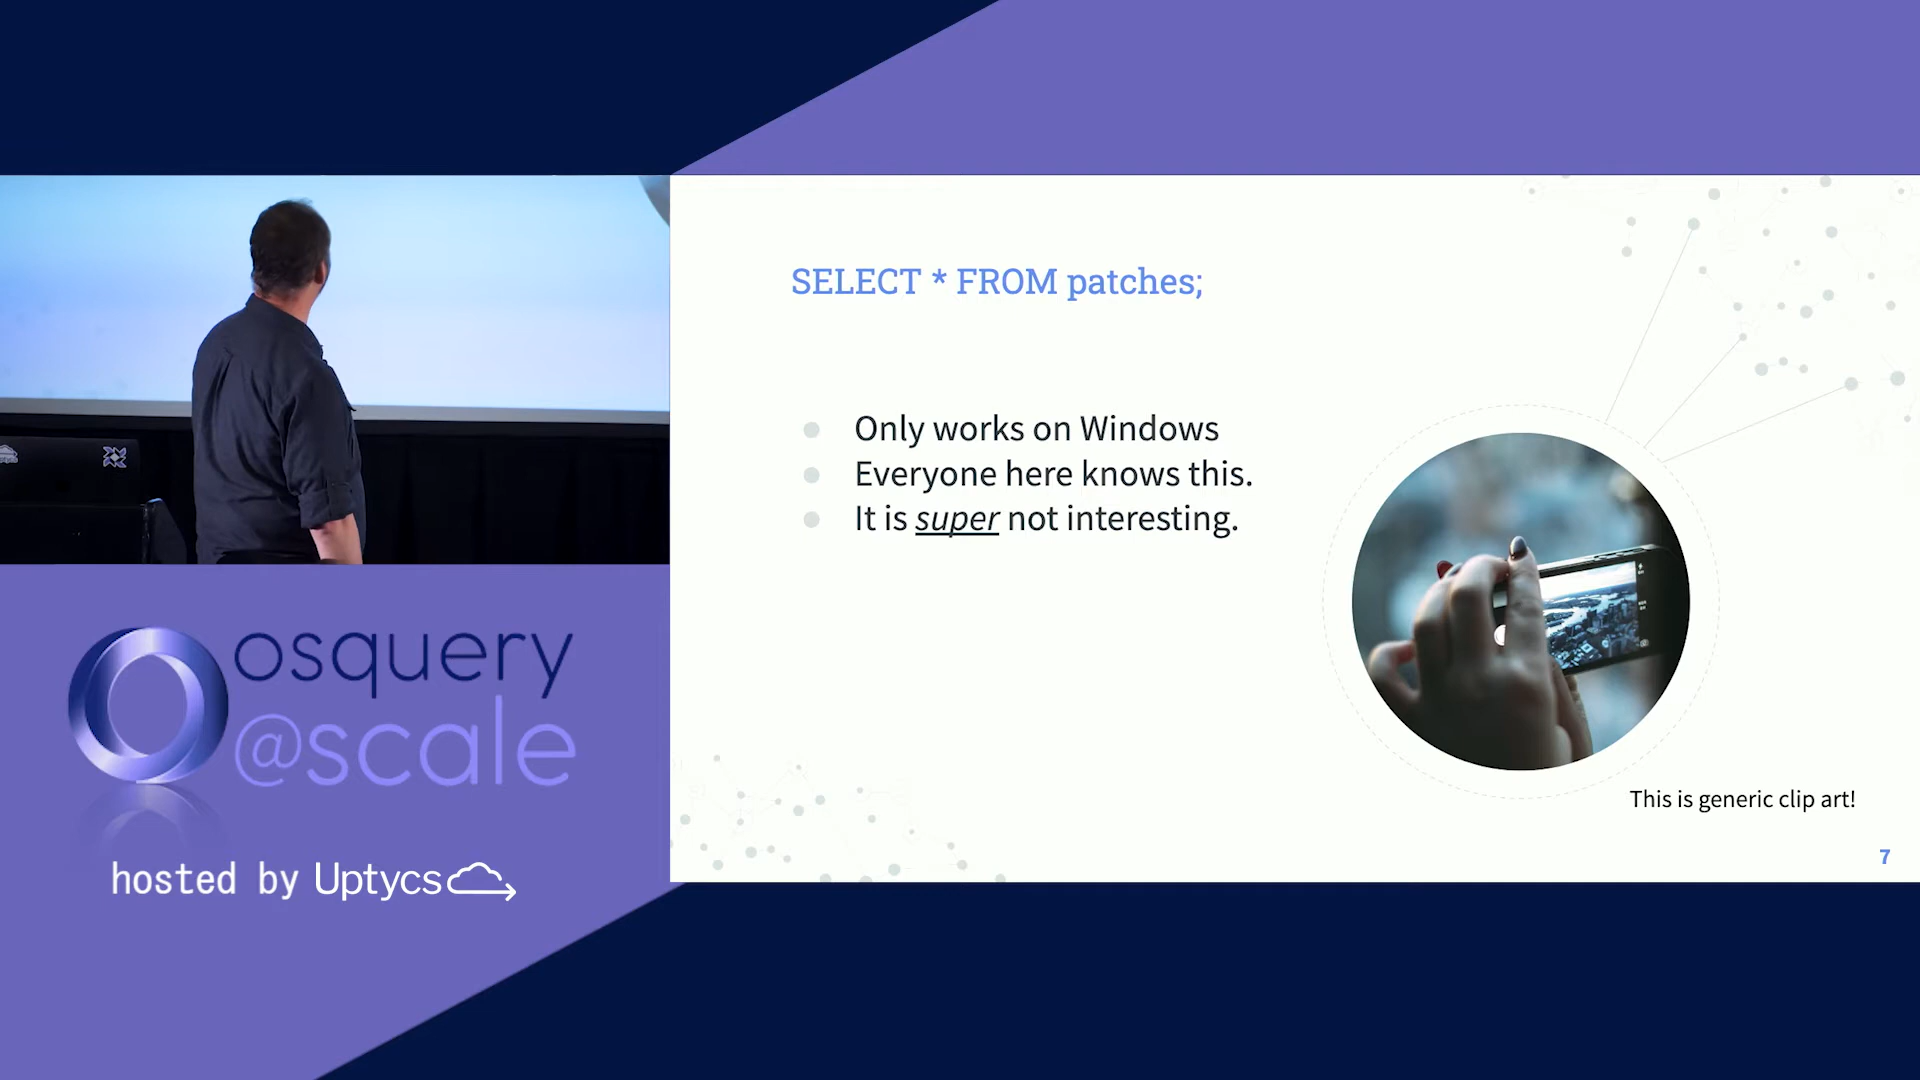 SELECT * FROM patches;
Only works on Windows
Everyone here knows this.
It is super not interesting.
This is generic clip art!
7
osquery
@scale
hosted by Uptycs